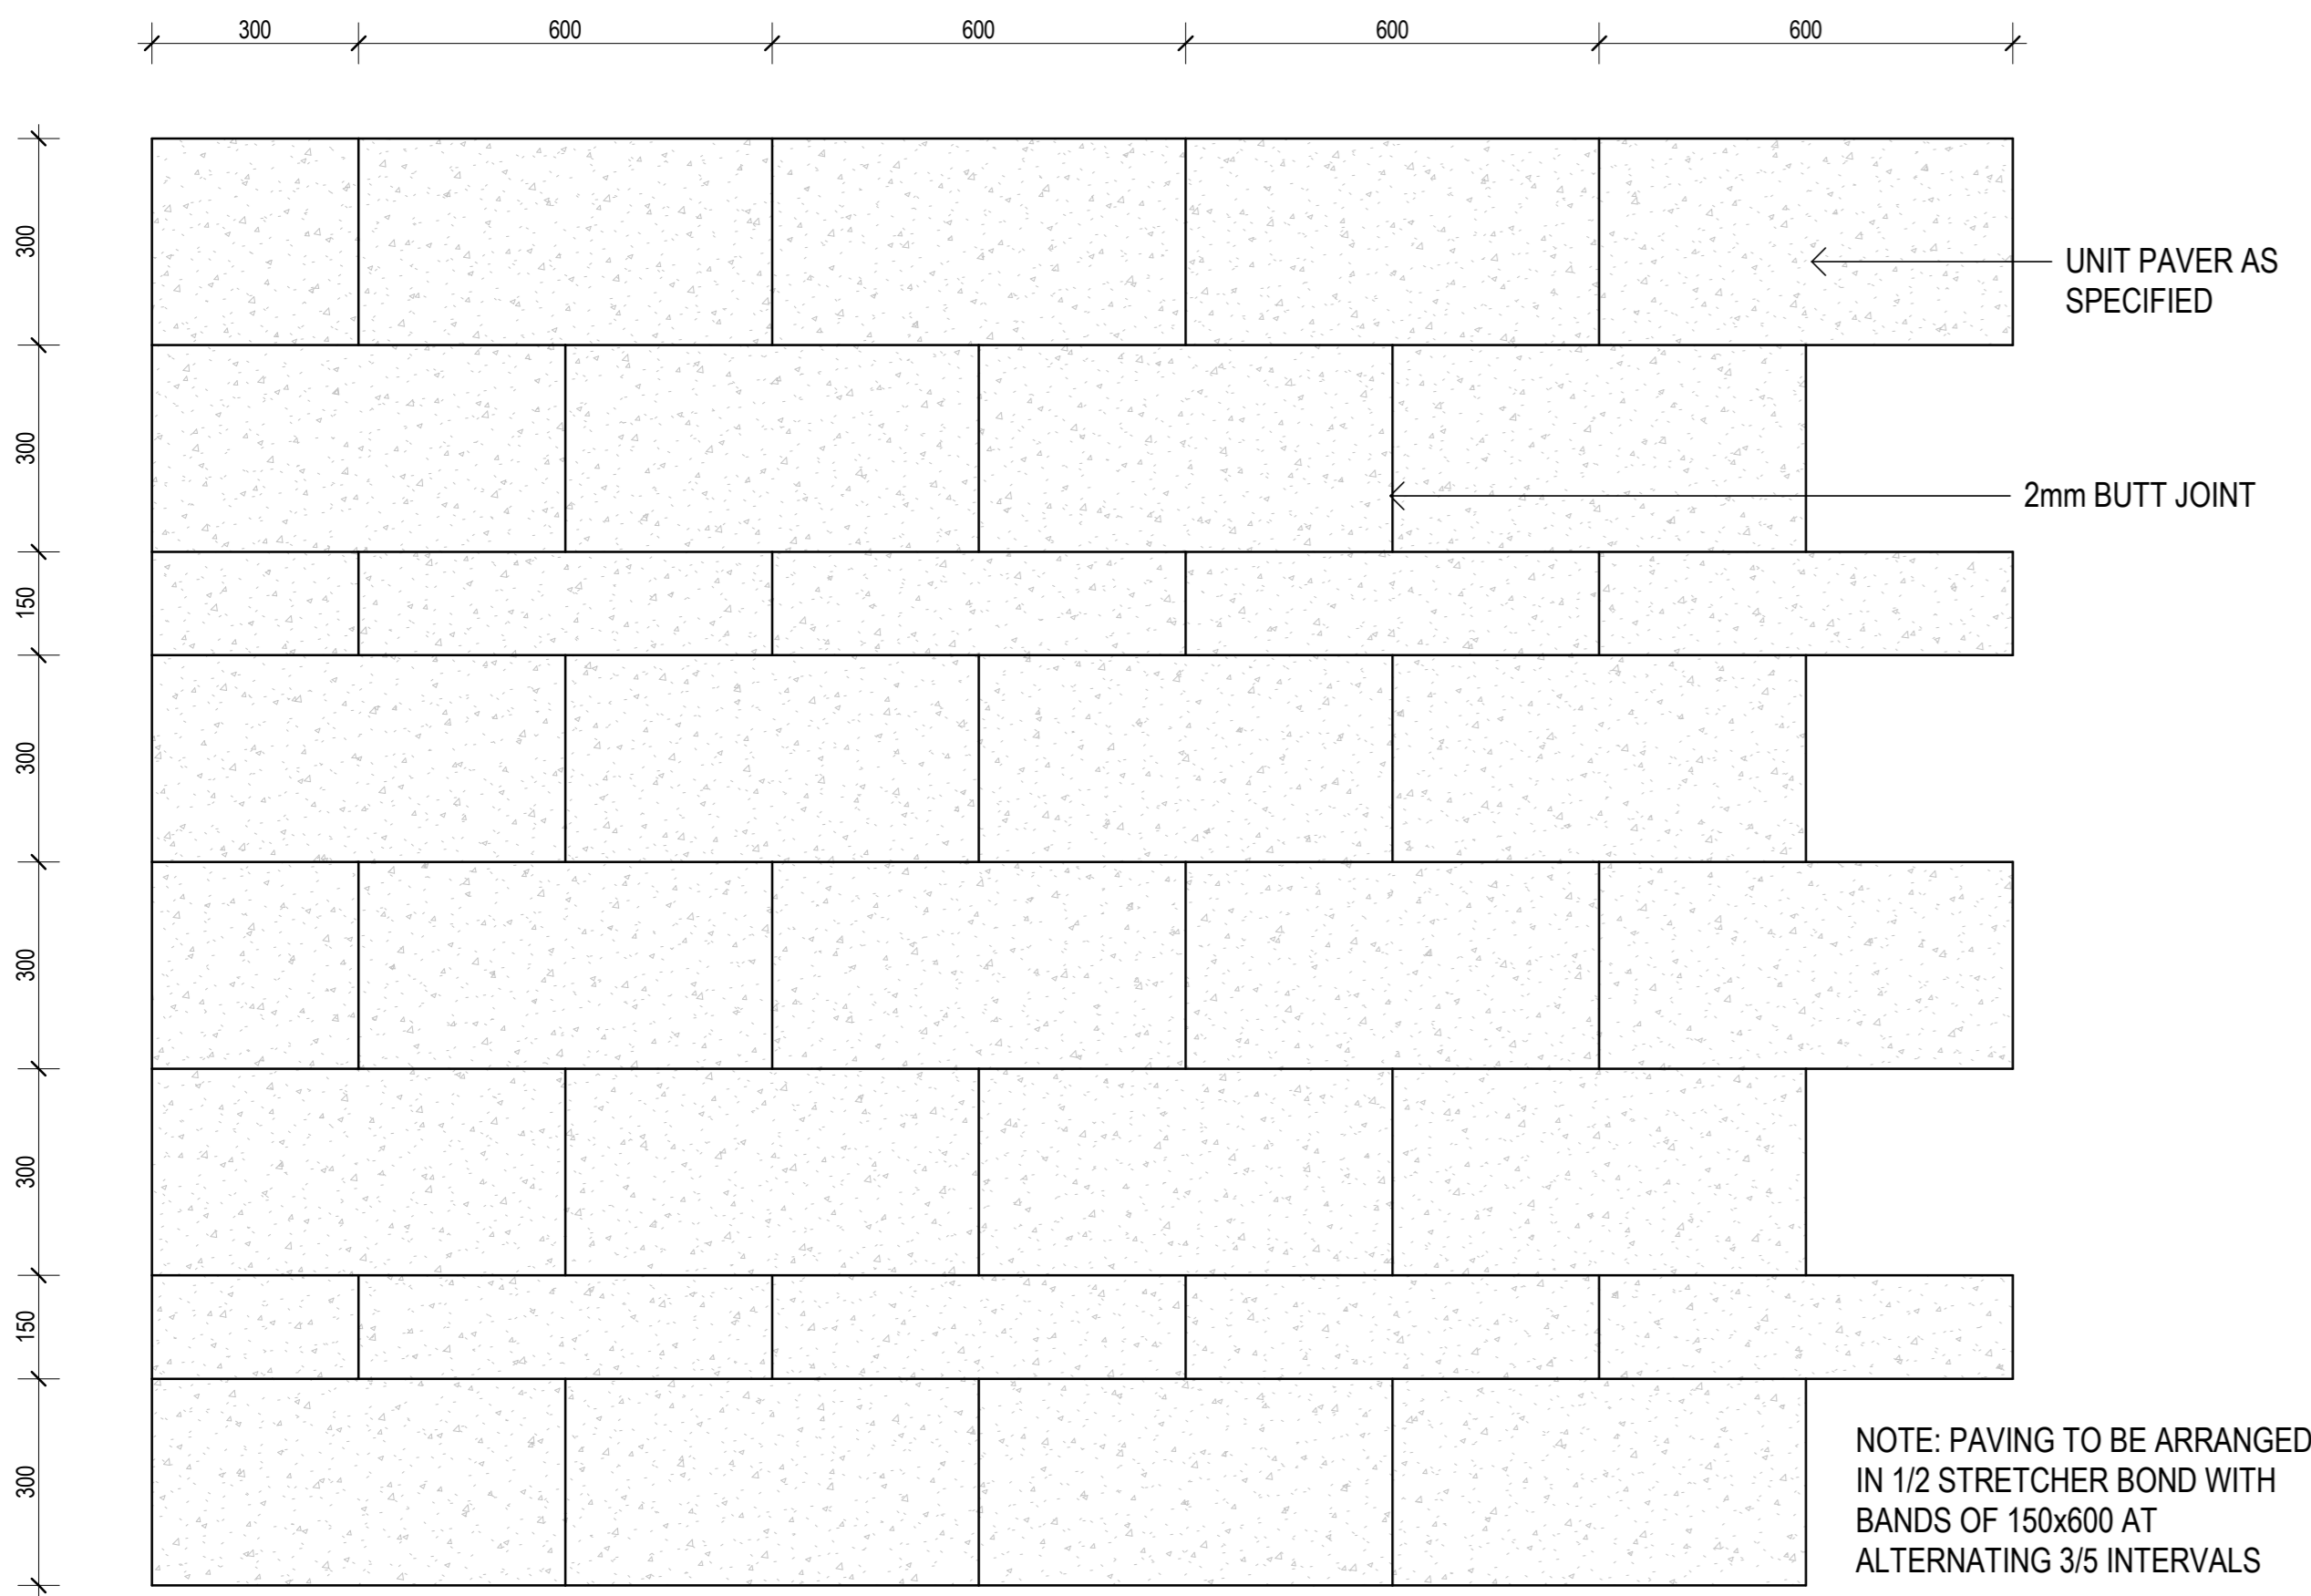 300
600
600
600
600
300
300
150
300
300
300
150
300
UNIT PAVER AS
SPECIFIED
2mm BUTT JOINT
NOTE: PAVING TO BE ARRANGED
IN 1/2 STRETCHER BOND WITH
BANDS OF 150x600 AT
ALTERNATING 3/5 INTERVALS